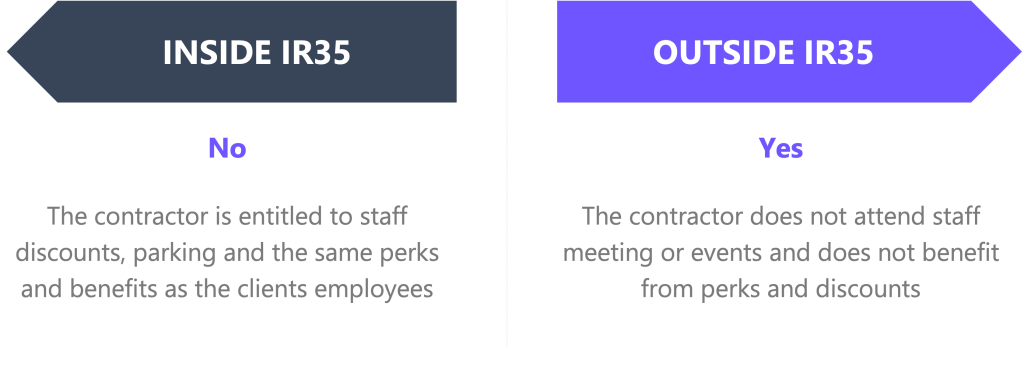 INSIDE IR35
No
The contractor is entitled to staff
discounts, parking and the same perks
and benefits as the clients employees
OUTSIDE IR35
Yes
The contractor does not attend staff
meeting or events and does not benefit
from perks and discounts